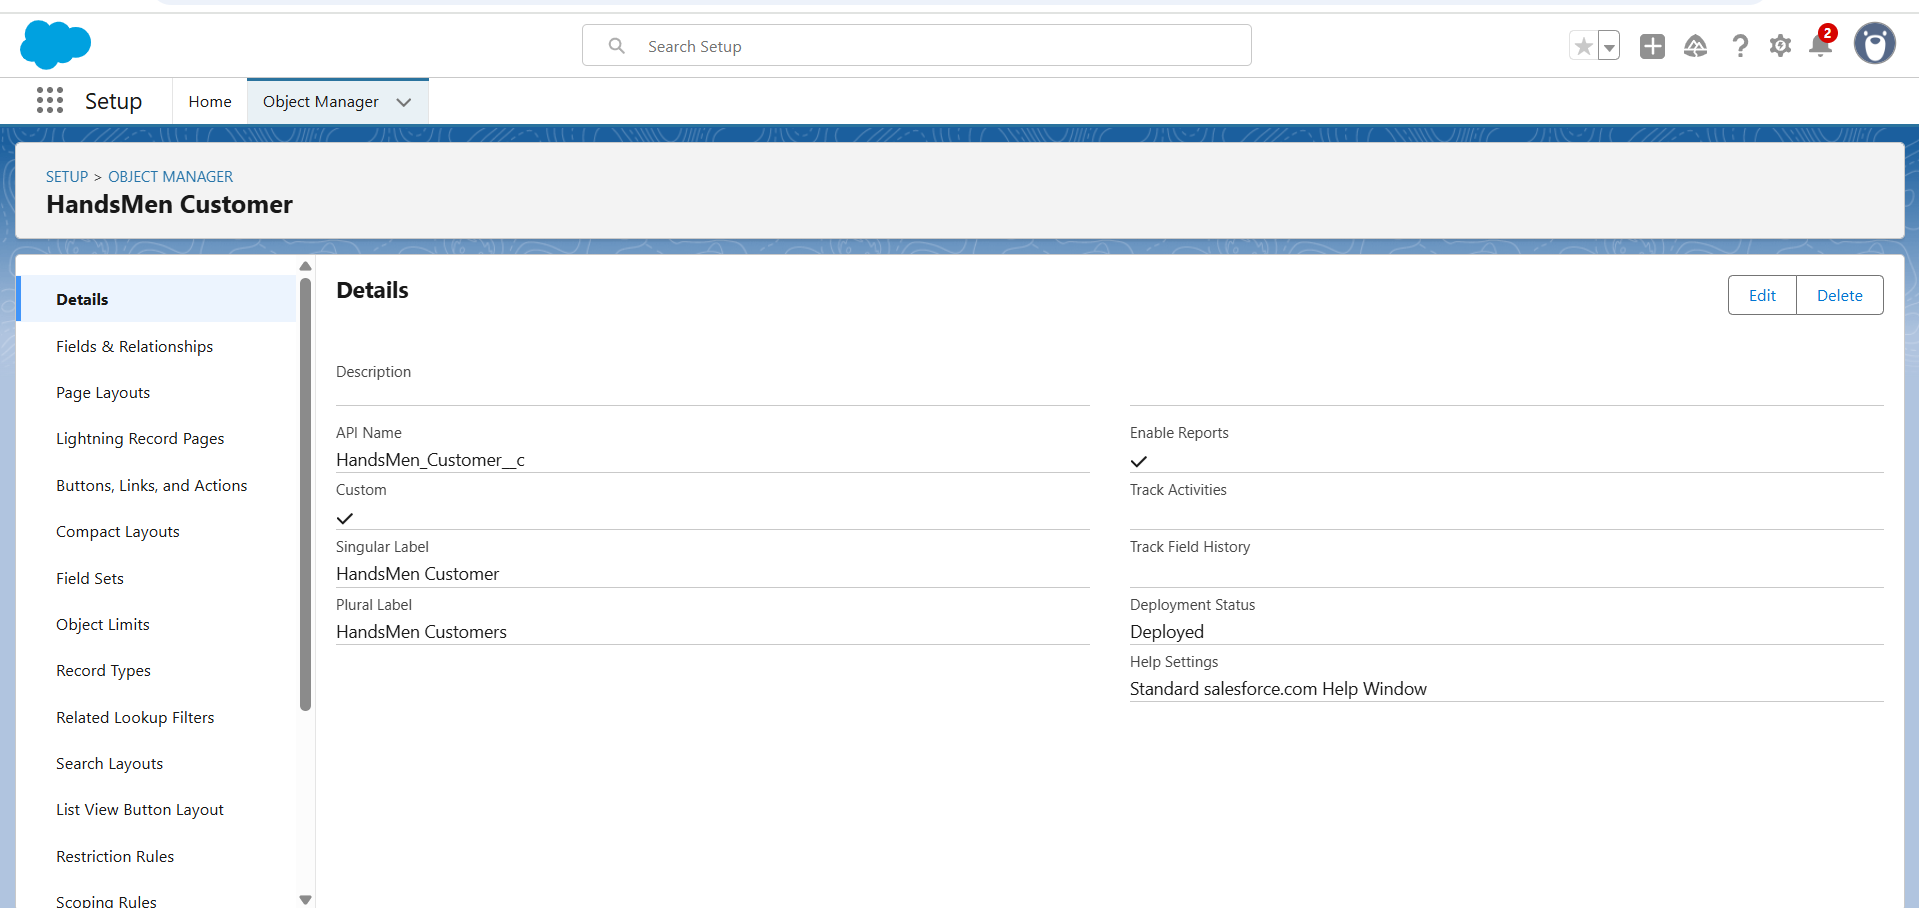 Search Setup
2
Setup
Home
Object Manager
SETUP > OBJECT MANAGER
HandsMen Customer
Details
Fields & Relationships
Page Layouts
Lightning Record Pages
Buttons, Links, and Actions
Compact Layouts
Field Sets
Object Limits
Record Types
Related Lookup Filters
Search Layouts
List View Button Layout
Restriction Rules
Scoping Rules
Details
Edit
Delete
Description
API Name
HandsMen_Customer__c
Custom
Singular Label
HandsMen Customer
Plural Label
HandsMen Customers
Enable Reports
Track Activities
Track Field History
Deployment Status
Deployed
Help Settings
Standard salesforce.com Help Window